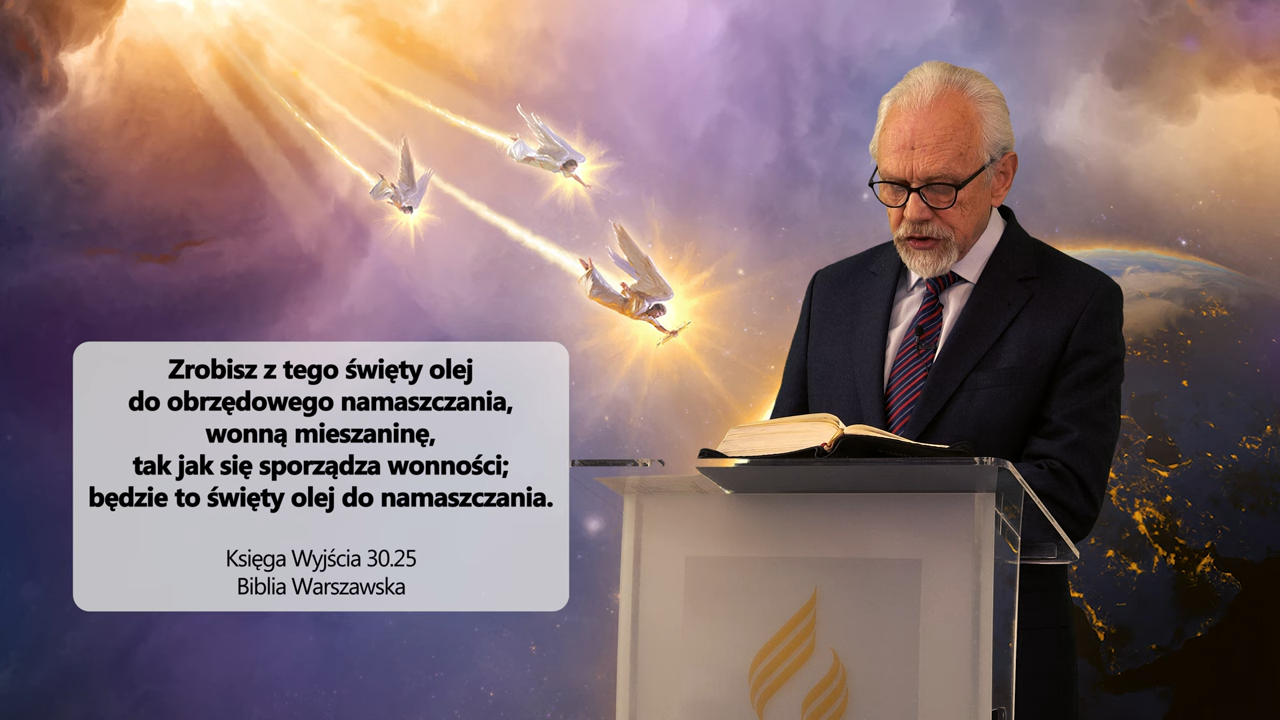 Zrobisz z tego święty olej
do obrzędowego namaszczania,
wonną mieszaninę,
tak jak się sporządza wonności;
będzie to święty olej do namaszczania.
Księga Wyjścia 30.25
Biblia Warszawska